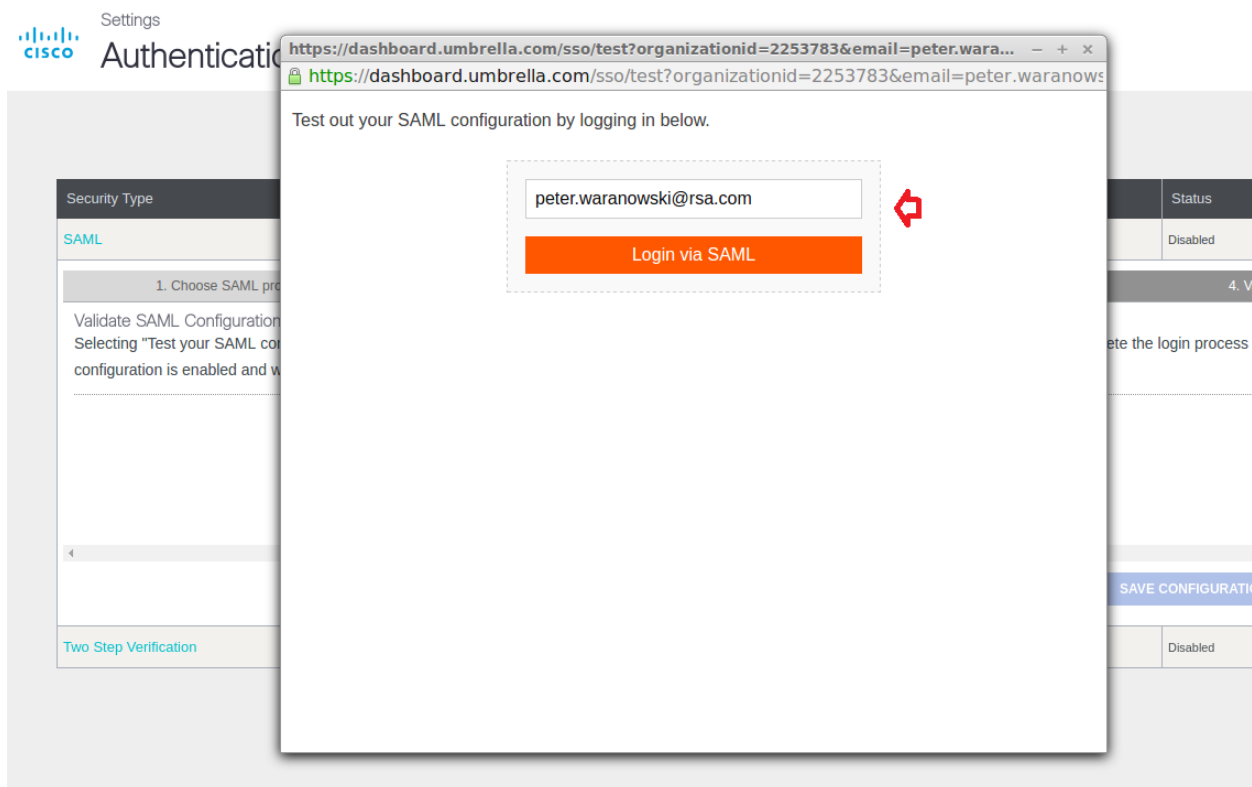 Settings
CISCO
Authenticatio
https://dashboard.umbrella.com/sso/test?organizationid=2253783&email=peter.wara... – + ×
https://dashboard.umbrella.com/sso/test?organizationid=2253783&email=peter.waranows
Test out your SAML configuration by logging in below.
peter.waranowski@rsa.com
Login via SAML
Security Type Status
SAML Disabled
1. Choose SAML pro 4. V
Validate SAML Configuration
Selecting "Test your SAML con ete the login process
configuration is enabled and w
SAVE CONFIGURATIO
Two Step Verification Disabled